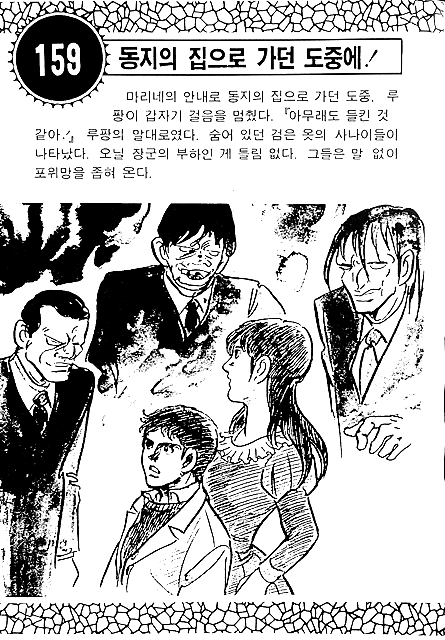 159
동지의 집으로 가던 도중에!
마리네의 안내로 동지의 집으로 가던 도중. 루
팡이 갑자기 걸음을 멈췄다. 『아무래도 들킨 것
같아.!』 루팡의 말대로였다. 숨어 있던 검은 옷의 사나이들이
나타났다. 오닐 장군의 부하인 게 틀림 없다. 그들은 말 없이
포위망을 좁혀 온다.